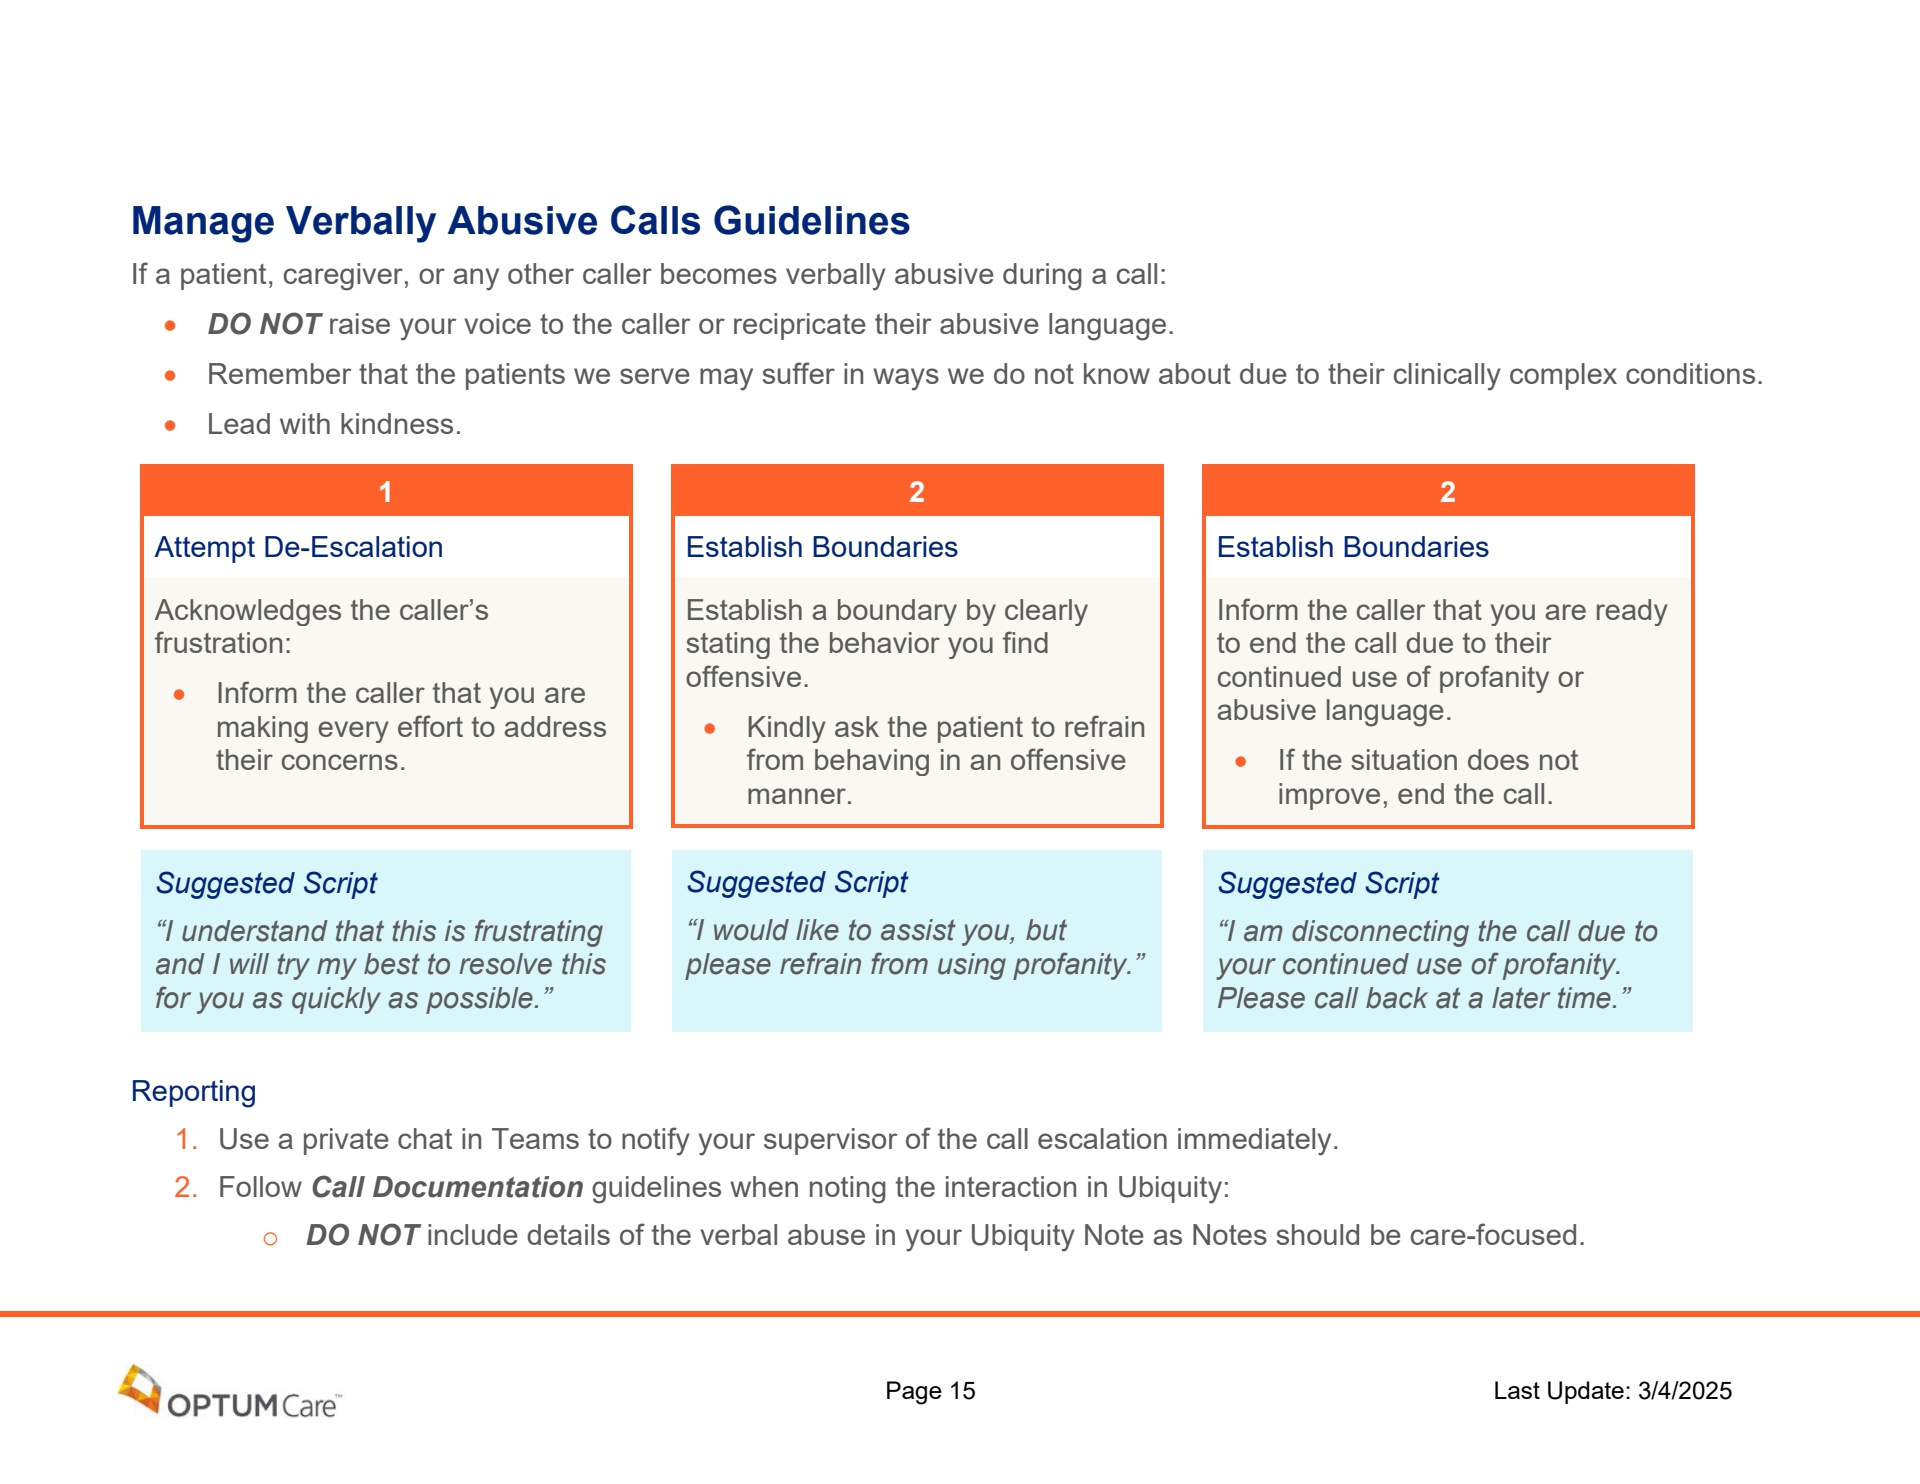 Manage Verbally Abusive Calls Guidelines
If a patient, caregiver, or any other caller becomes verbally abusive during a call:
• DO NOT raise your voice to the caller or recipricate their abusive language.
• Remember that the patients we serve may suffer in ways we do not know about due to their clinically complex conditions.
• Lead with kindness.
1
Attempt De-Escalation
Acknowledges the caller’s
frustration:
• Inform the caller that you are
making every effort to address
their concerns.
Suggested Script
“I understand that this is frustrating
and I will try my best to resolve this
for you as quickly as possible.”
2
Establish Boundaries
Establish a boundary by clearly
stating the behavior you find
offensive.
• Kindly ask the patient to refrain
from behaving in an offensive
manner.
Suggested Script
“I would like to assist you, but
please refrain from using profanity.”
2
Establish Boundaries
Inform the caller that you are ready
to end the call due to their
continued use of profanity or
abusive language.
• If the situation does not
improve, end the call.
Suggested Script
“I am disconnecting the call due to
your continued use of profanity.
Please call back at a later time.”
Reporting
1. Use a private chat in Teams to notify your supervisor of the call escalation immediately.
2. Follow Call Documentation guidelines when noting the interaction in Ubiquity:
o DO NOT include details of the verbal abuse in your Ubiquity Note as Notes should be care-focused.
OPTUMCare™
Page 15
Last Update: 3/4/2025